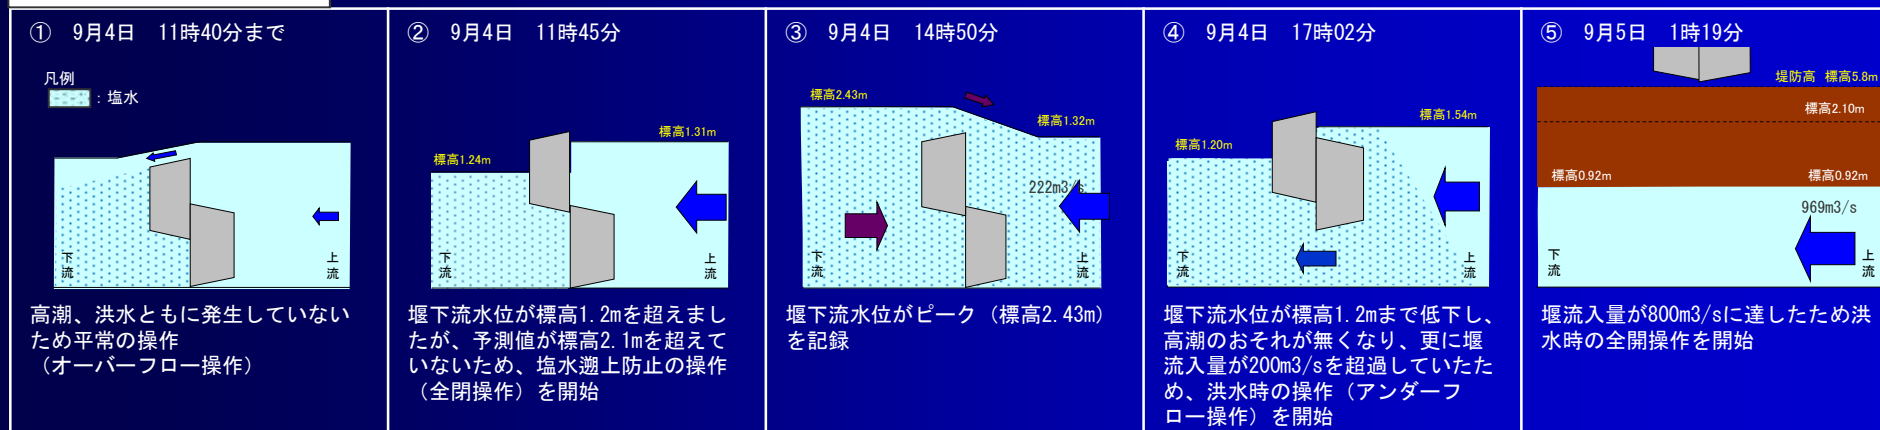 ① 9月4日 11時40分まで
凡例
：塩水
下流
上流
高潮、洪水ともに発生していない
ため平常の操作
（オーバーフロー操作）
② 9月4日 11時45分
標高1.31m
標高1.24m
下流
上流
堰下流水位が標高1.2mを超えまし
たが、予測値が標高2.1mを超えて
いないため、塩水遡上防止の操作
（全閉操作）を開始
③ 9月4日 14時50分
標高2.43m
標高1.32m
222m3/s
下流
上流
堰下流水位がピーク（標高2.43m）
を記録
④ 9月4日 17時02分
標高1.54m
標高1.20m
下流
上流
堰下流水位が標高1.2mまで低下し、
高潮のおそれが無くなり、更に堰
流入量が200m3/sを超過していたた
め、洪水時の操作（アンダーフ
ロー操作）を開始
⑤ 9月5日 1時19分
堤防高 標高5.8m
標高2.10m
標高0.92m
標高0.92m
969m3/s
下流
上流
堰流入量が800m3/sに達したため洪
水時の全開操作を開始